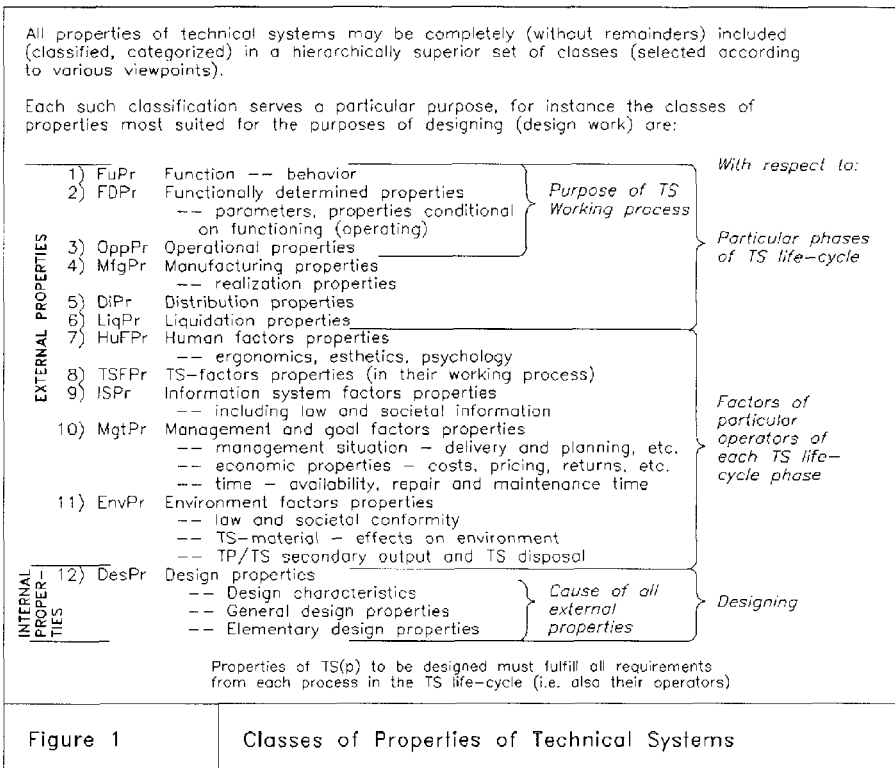 All properties of technical systems may be completely (without remainders) included
(classified, categorized) in a hierarchically superior set of classes (selected according
to various viewpoints).
Each such classification serves a particular purpose, for instance the classes of
properties most suited for the purposes of designing (design work) are:
With respect to:
EXTERNAL PROPERTIES
1) FuPr Function -- behavior
2) FDPr Functionally determined properties
-- parameters, properties conditional
on functioning (operating)
3) OppPr Operational properties
Purpose of TS
Working process
4) MfgPr Manufacturing properties
-- realization properties
5) DiPr Distribution properties
6) LiqPr Liquidation properties
Particular phases
of TS life-cycle
7) HuFPr Human factors properties
-- ergonomics, esthetics, psychology
8) TSFPr TS-factors properties (in their working process)
9) ISPr Information system factors properties
-- including law and societal information
10) MgtPr Management and goal factors properties
-- management situation - delivery and planning, etc.
-- economic properties - costs, pricing, returns, etc.
-- time - availability, repair and maintenance time
11) EnvPr Environment factors properties
-- law and societal conformity
-- TS-material - effects on environment
-- TP/TS secondary output and TS disposal
Factors of
particular
operators of
each TS life-
cycle phase
INTERNAL
PROPER-
TIES
12) DesPr Design properties
-- Design characteristics
-- General design properties
-- Elementary design properties
Cause of all
external
properties
Designing
Properties of TS(p) to be designed must fulfill all requirements
from each process in the TS life-cycle (i.e. also their operators)
Figure 1
Classes of Properties of Technical Systems